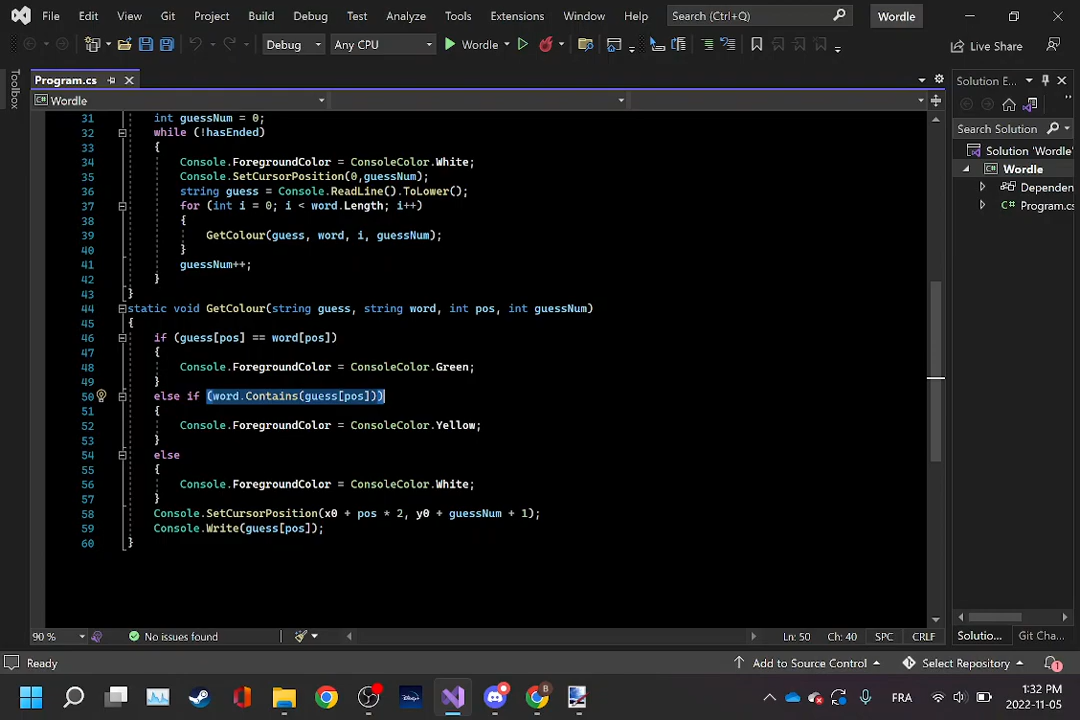 File Edit View Git Project Build Debug Test Analyze Tools Extensions Window Help Search (Ctrl+Q) Wordle
Debug Any CPU Wordle Live Share
Toolbox
Program.cs
Wordle
31 int guessNum = 0;
32 while (!hasEnded)
33 {
34 Console.ForegroundColor = ConsoleColor.White;
35 Console.SetCursorPosition(0,guessNum);
36 string guess = Console.ReadLine().ToLower();
37 for (int i = 0; i < word.Length; i++)
38 {
39 GetColour(guess, word, i, guessNum);
40 }
41 guessNum++;
42 }
43 }
44 static void GetColour(string guess, string word, int pos, int guessNum)
45 {
46 if (guess[pos] == word[pos])
47 {
48 Console.ForegroundColor = ConsoleColor.Green;
49 }
50 else if (word.Contains(guess[pos]))
51 {
52 Console.ForegroundColor = ConsoleColor.Yellow;
53 }
54 else
55 {
56 Console.ForegroundColor = ConsoleColor.White;
57 }
58 Console.SetCursorPosition(x0 + pos * 2, y0 + guessNum + 1);
59 Console.Write(guess[pos]);
60 }
Solution E...
Search Solution
Solution 'Wordle'
Wordle
Dependen
Program.cs
90 % No issues found Ln: 50 Ch: 40 SPC CRLF
Solutio... Git Cha...
Ready Add to Source Control Select Repository 1
FRA 1:32 PM
2022-11-05